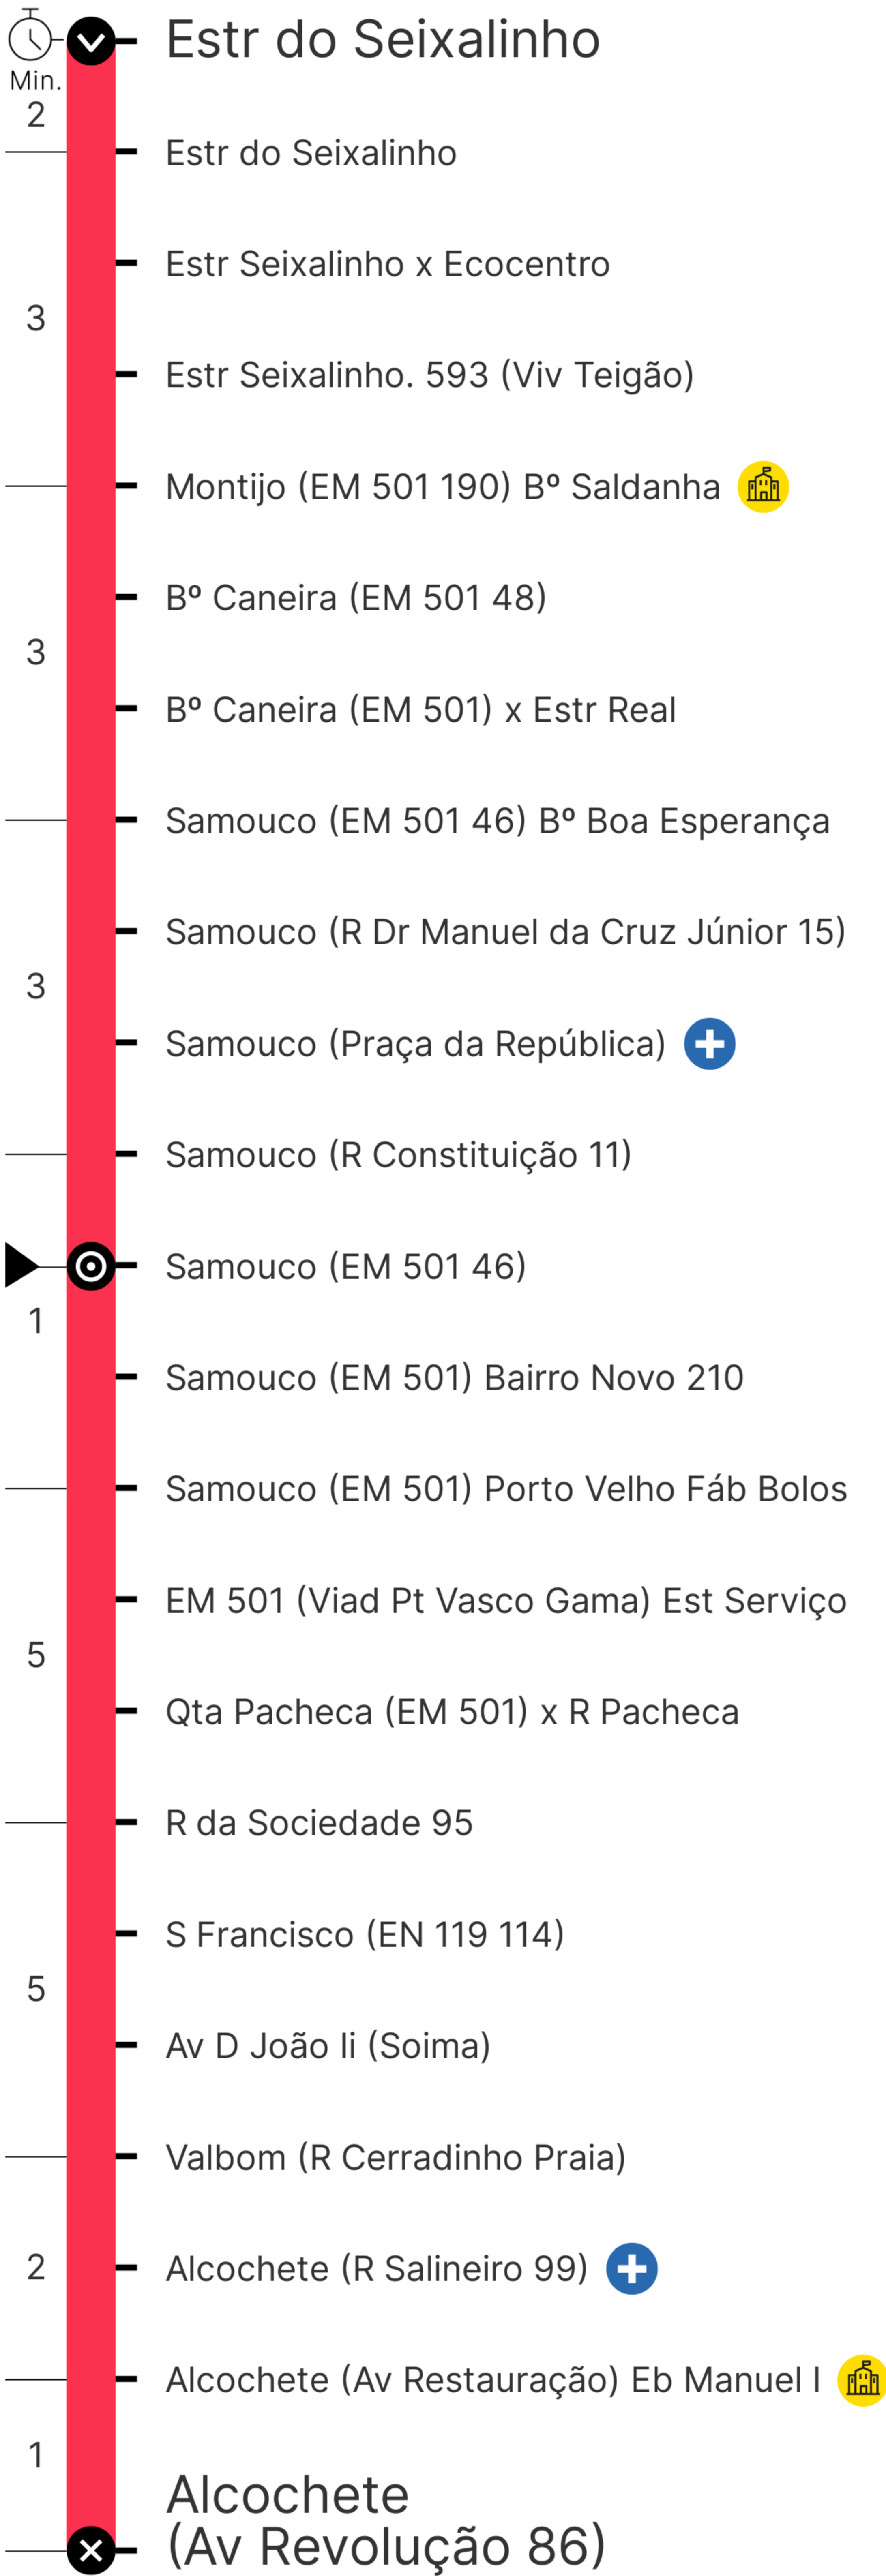 Estr do Seixalinho
Min.
2
Estr do Seixalinho
Estr Seixalinho x Ecocentro
3
Estr Seixalinho. 593 (Viv Teigão)
Montijo (EM 501 190) Bº Saldanha
Bº Caneira (EM 501 48)
3
Bº Caneira (EM 501) x Estr Real
Samouco (EM 501 46) Bº Boa Esperança
Samouco (R Dr Manuel da Cruz Júnior 15)
3
Samouco (Praça da República)
Samouco (R Constituição 11)
Samouco (EM 501 46)
1
Samouco (EM 501) Bairro Novo 210
Samouco (EM 501) Porto Velho Fáb Bolos
EM 501 (Viad Pt Vasco Gama) Est Serviço
5
Qta Pacheca (EM 501) x R Pacheca
R da Sociedade 95
S Francisco (EN 119 114)
5
Av D João Ii (Soima)
Valbom (R Cerradinho Praia)
2
Alcochete (R Salineiro 99)
Alcochete (Av Restauração) Eb Manuel I
1
Alcochete
(Av Revolução 86)